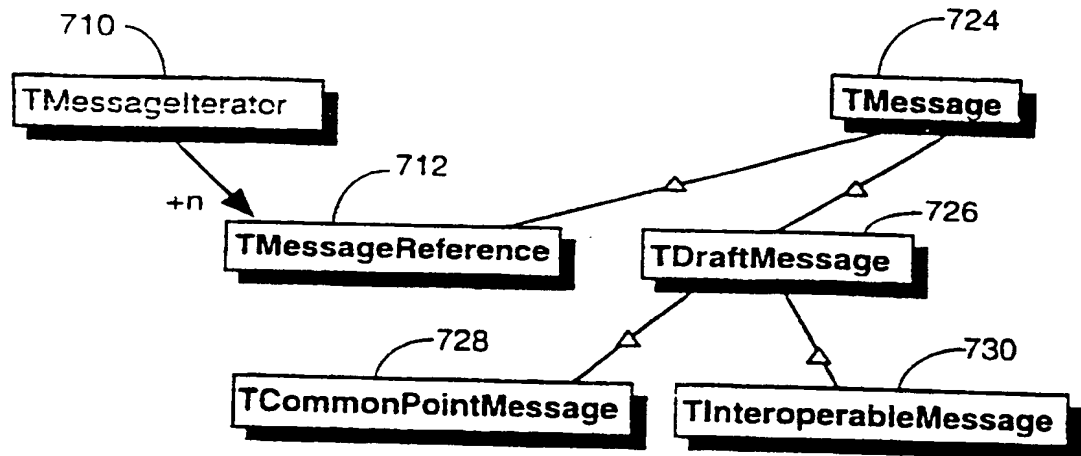 710
724
TMessageIterator
TMessage
712
+n
726
TMessageReference
TDraftMessage
728
730
TCommonPointMessage
TInteroperableMessage